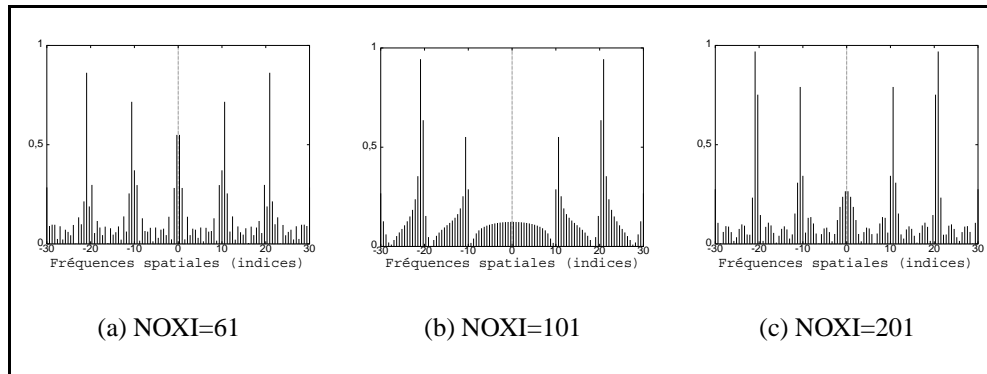 1
0,5
0
-30 -20 -10 0 10 20 30
Fréquences spatiales (indices)
(a) NOXI=61
1
0,5
0
-30 -20 -10 0 10 20 30
Fréquences spatiales (indices)
(b) NOXI=101
1
0,5
0
-30 -20 -10 0 10 20 30
Fréquences spatiales (indices)
(c) NOXI=201